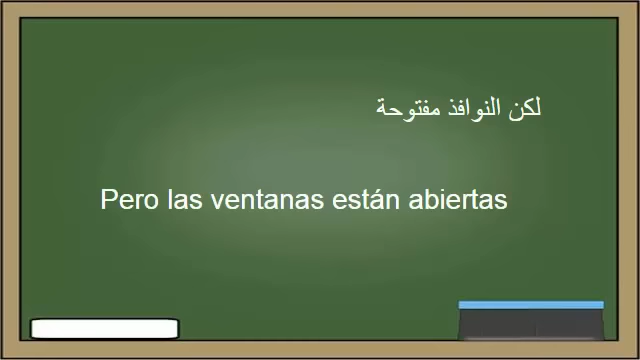 لكن النوافذ مفتوحة
Pero las ventanas están abiertas